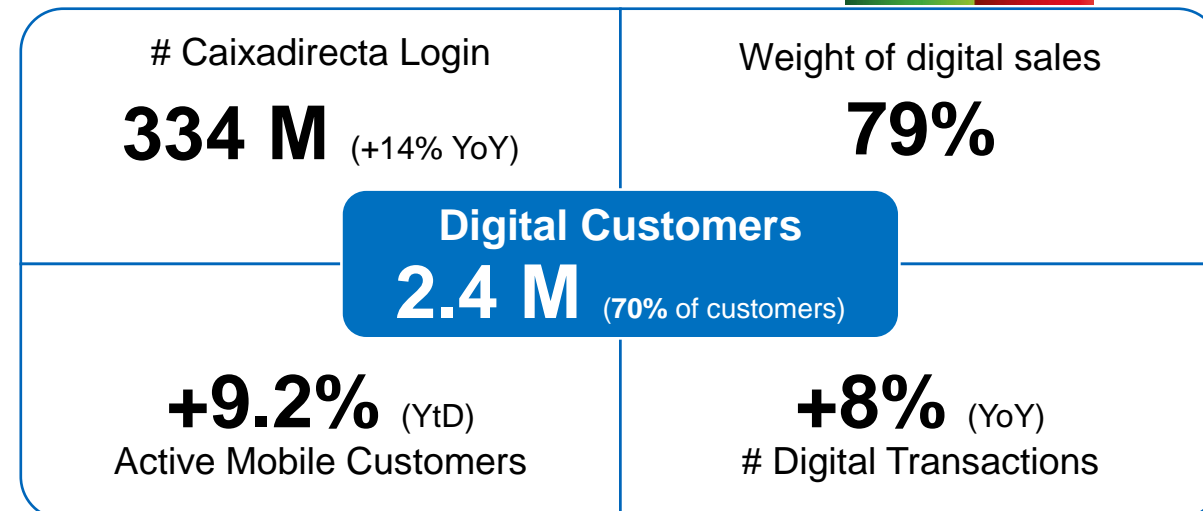 # Caixadirecta Login
334 M (+14% YoY)
Weight of digital sales
79%
Digital Customers
2.4 M (70% of customers)
+9.2% (YtD)
Active Mobile Customers
+8% (YoY)
# Digital Transactions